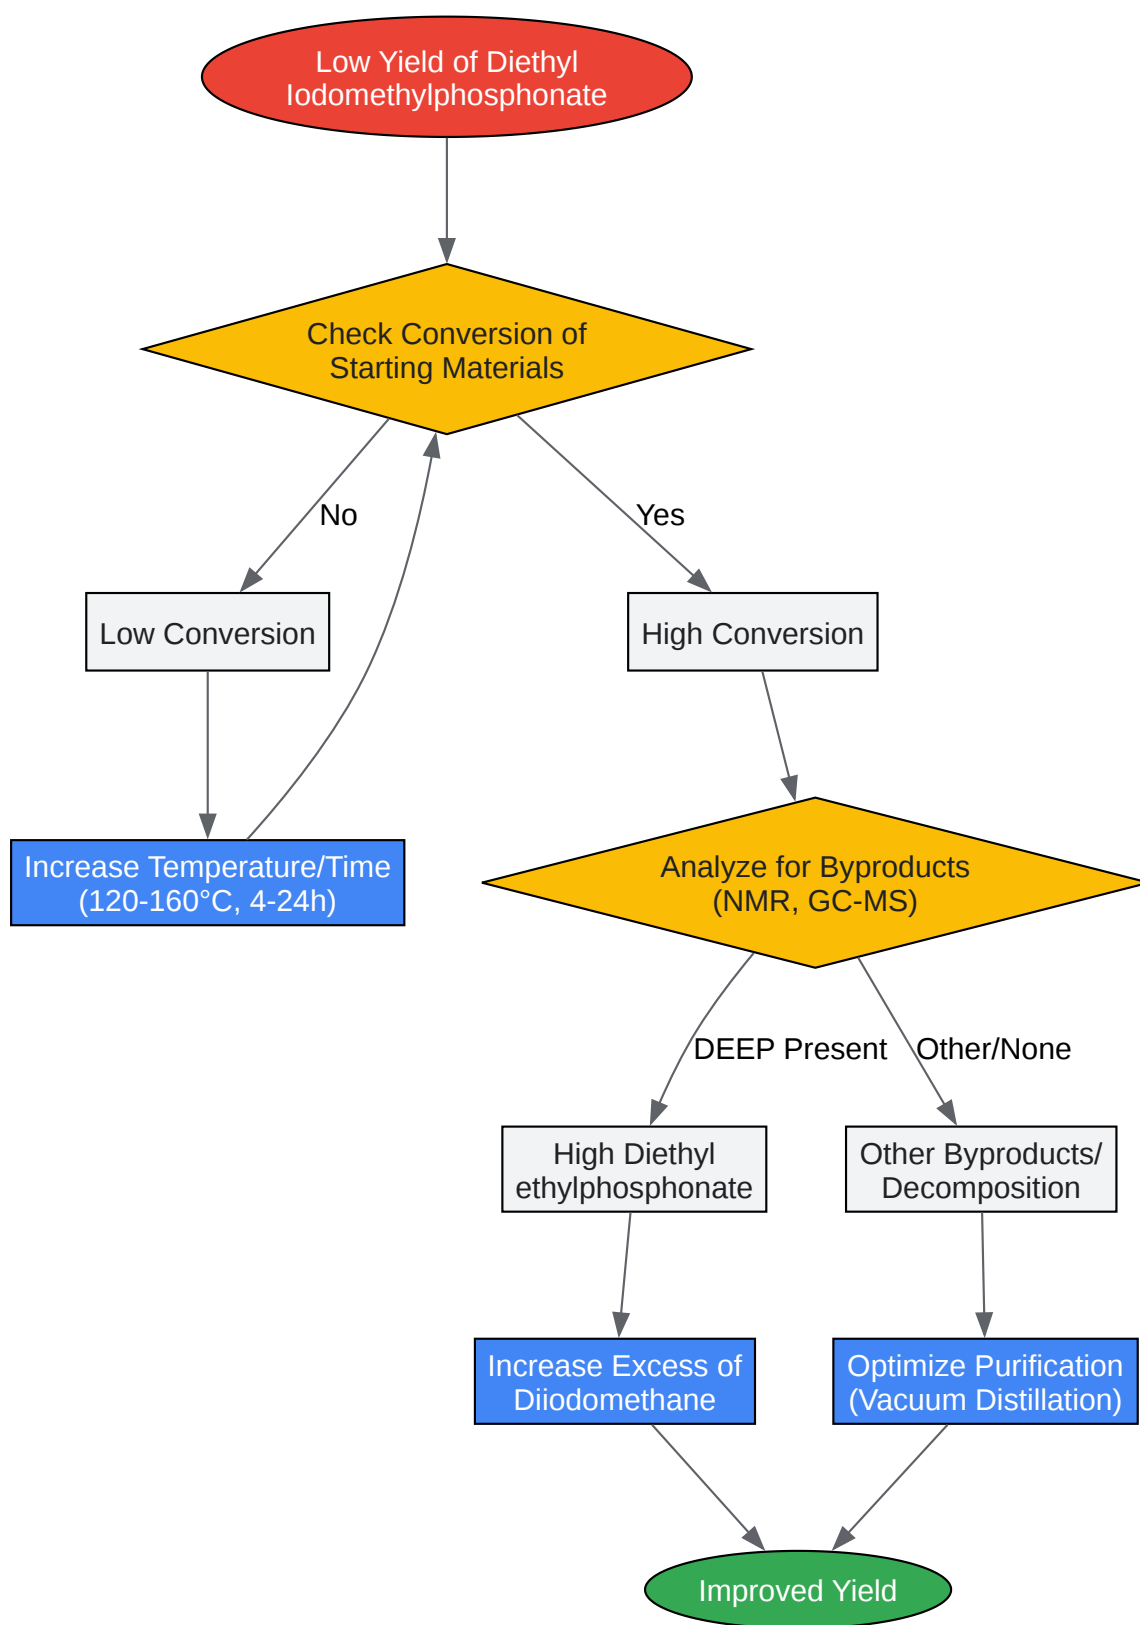 Low Yield of Diethyl
Iodomethylphosphonate
Check Conversion of
Starting Materials
No
Yes
Low Conversion
High Conversion
Increase Temperature/Time
(120-160°C, 4-24h)
Analyze for Byproducts
(NMR, GC-MS)
DEEP Present
Other/None
High Diethyl
ethylphosphonate
Other Byproducts/
Decomposition
Increase Excess of
Diiodomethane
Optimize Purification
(Vacuum Distillation)
Improved Yield